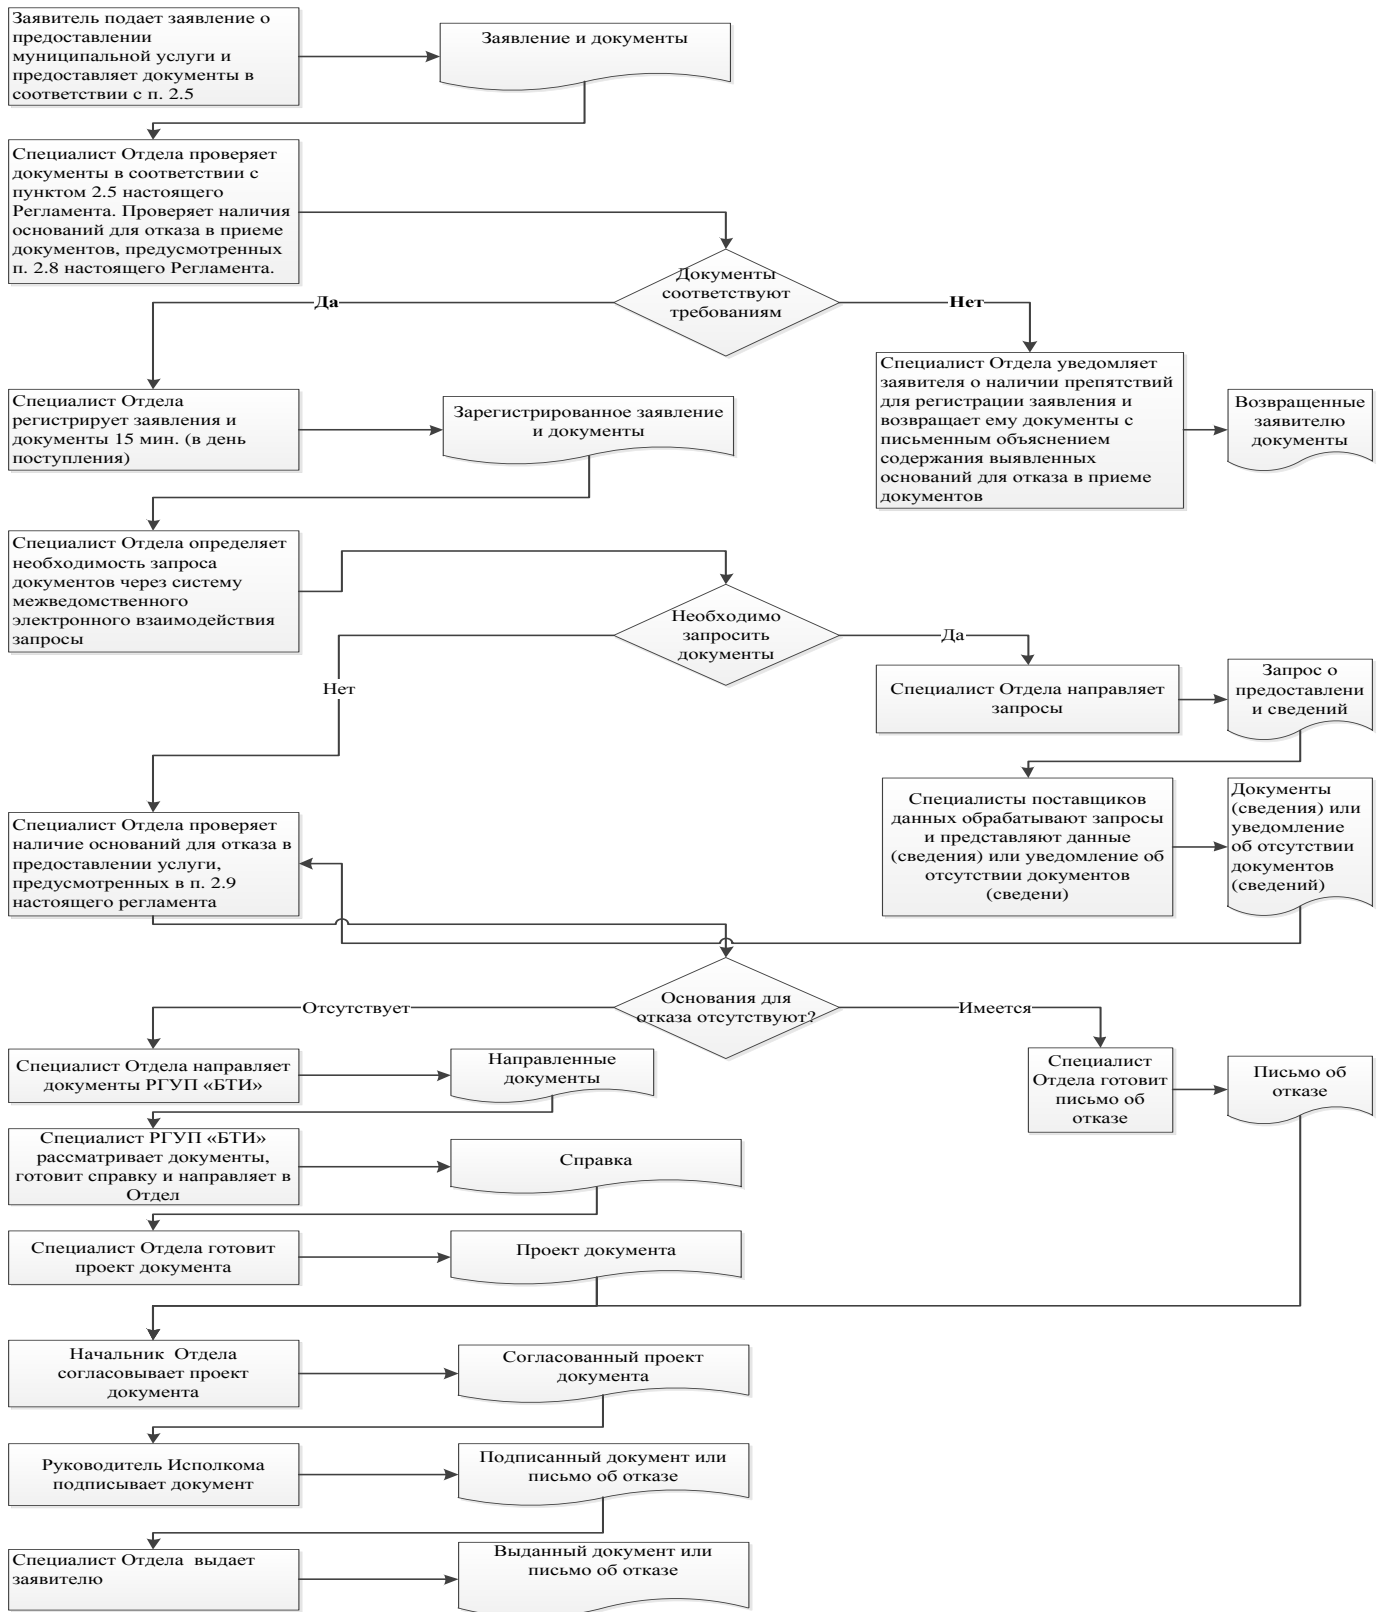 Заявитель подает заявление о
предоставлении
муниципальной услуги и
предоставляет документы в
соответствии с п. 2.5
Заявление и документы
Специалист Отдела проверяет
документы в соответствии с
пунктом 2.5 настоящего
Регламента. Проверяет наличия
оснований для отказа в приеме
документов, предусмотренных
п. 2.8 настоящего Регламента.
Документы
соответствуют
требованиям
Да
Нет
Специалист Отдела
регистрирует заявления и
документы 15 мин. (в день
поступления)
Зарегистрированное заявление
и документы
Специалист Отдела уведомляет
заявителя о наличии препятствий
для регистрации заявления и
возвращает ему документы с
письменным объяснением
содержания выявленных
оснований для отказа в приеме
документов
Возвращенные
заявителю
документы
Специалист Отдела определяет
необходимость запроса
документов через систему
межведомственного
электронного взаимодействия
запросы
Необходимо
запросить
документы
Да
Нет
Специалист Отдела направляет
запросы
Запрос о
предоставлени
и сведений
Специалисты поставщиков
данных обрабатывают запросы
и представляют данные
(сведения) или уведомление об
отсутствии документов
(сведени)
Документы
(сведения) или
уведомление
об отсутствии
документов
(сведений)
Специалист Отдела проверяет
наличие оснований для отказа в
предоставлении услуги,
предусмотренных в п. 2.9
настоящего регламента
Основания для
отказа отсутствуют?
Отсутствует
Имеется
Специалист Отдела направляет
документы РГУП «БТИ»
Направленные
документы
Специалист
Отдела готовит
письмо об
отказе
Письмо об
отказе
Специалист РГУП «БТИ»
рассматривает документы,
готовит справку и направляет в
Отдел
Справка
Специалист Отдела готовит
проект документа
Проект документа
Начальник  Отдела
согласовывает проект
документа
Согласованный проект
документа
Руководитель Исполкома
подписывает документ
Подписанный документ или
письмо об отказе
Специалист Отдела  выдает
заявителю
Выданный документ или
письмо об отказе